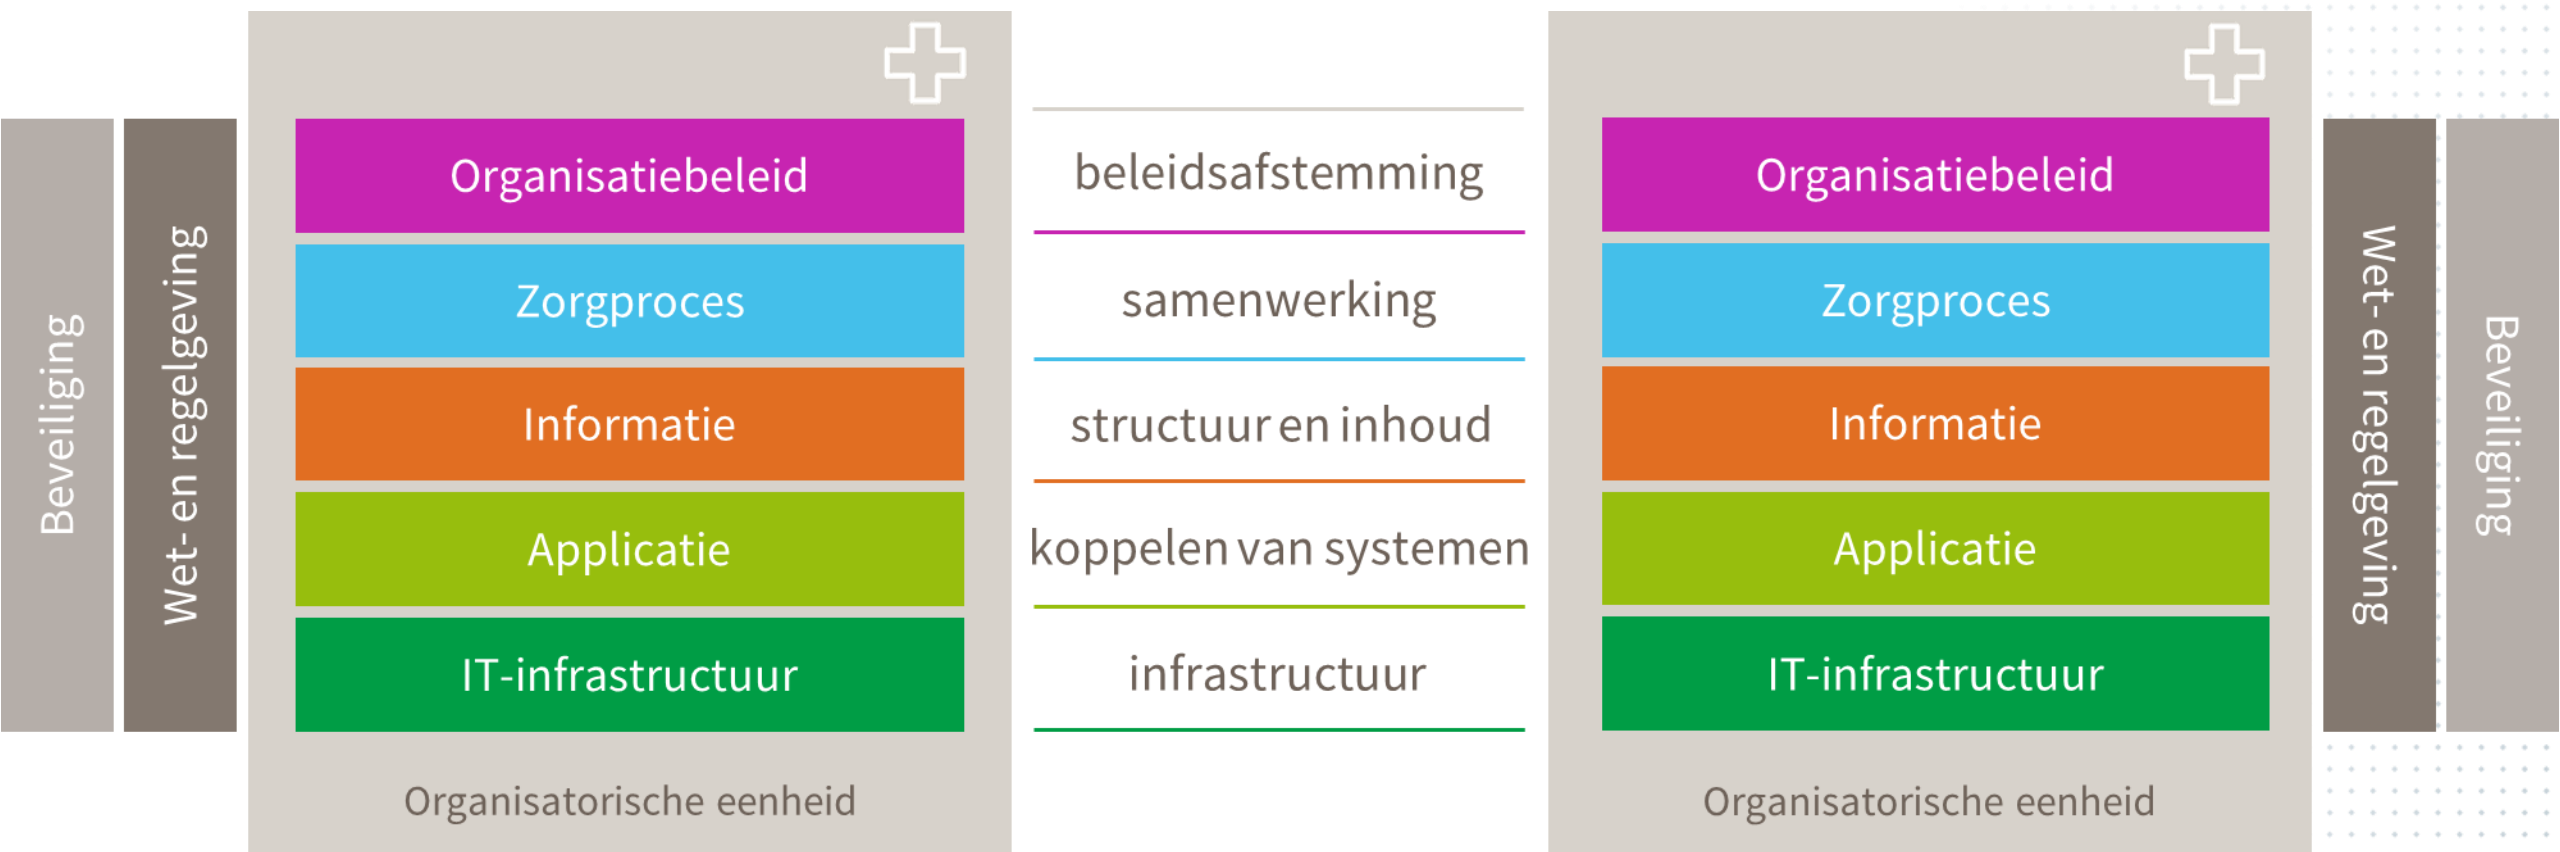 Beveiliging
Wet- en regelgeving
Organisatiebeleid
Zorgproces
Informatie
Applicatie
IT-infrastructuur
Organisatorische eenheid
beleidsafstemming
samenwerking
structuur en inhoud
koppelen van systemen
infrastructuur
Organisatiebeleid
Zorgproces
Informatie
Applicatie
IT-infrastructuur
Organisatorische eenheid
Wet- en regelgeving
Beveiliging